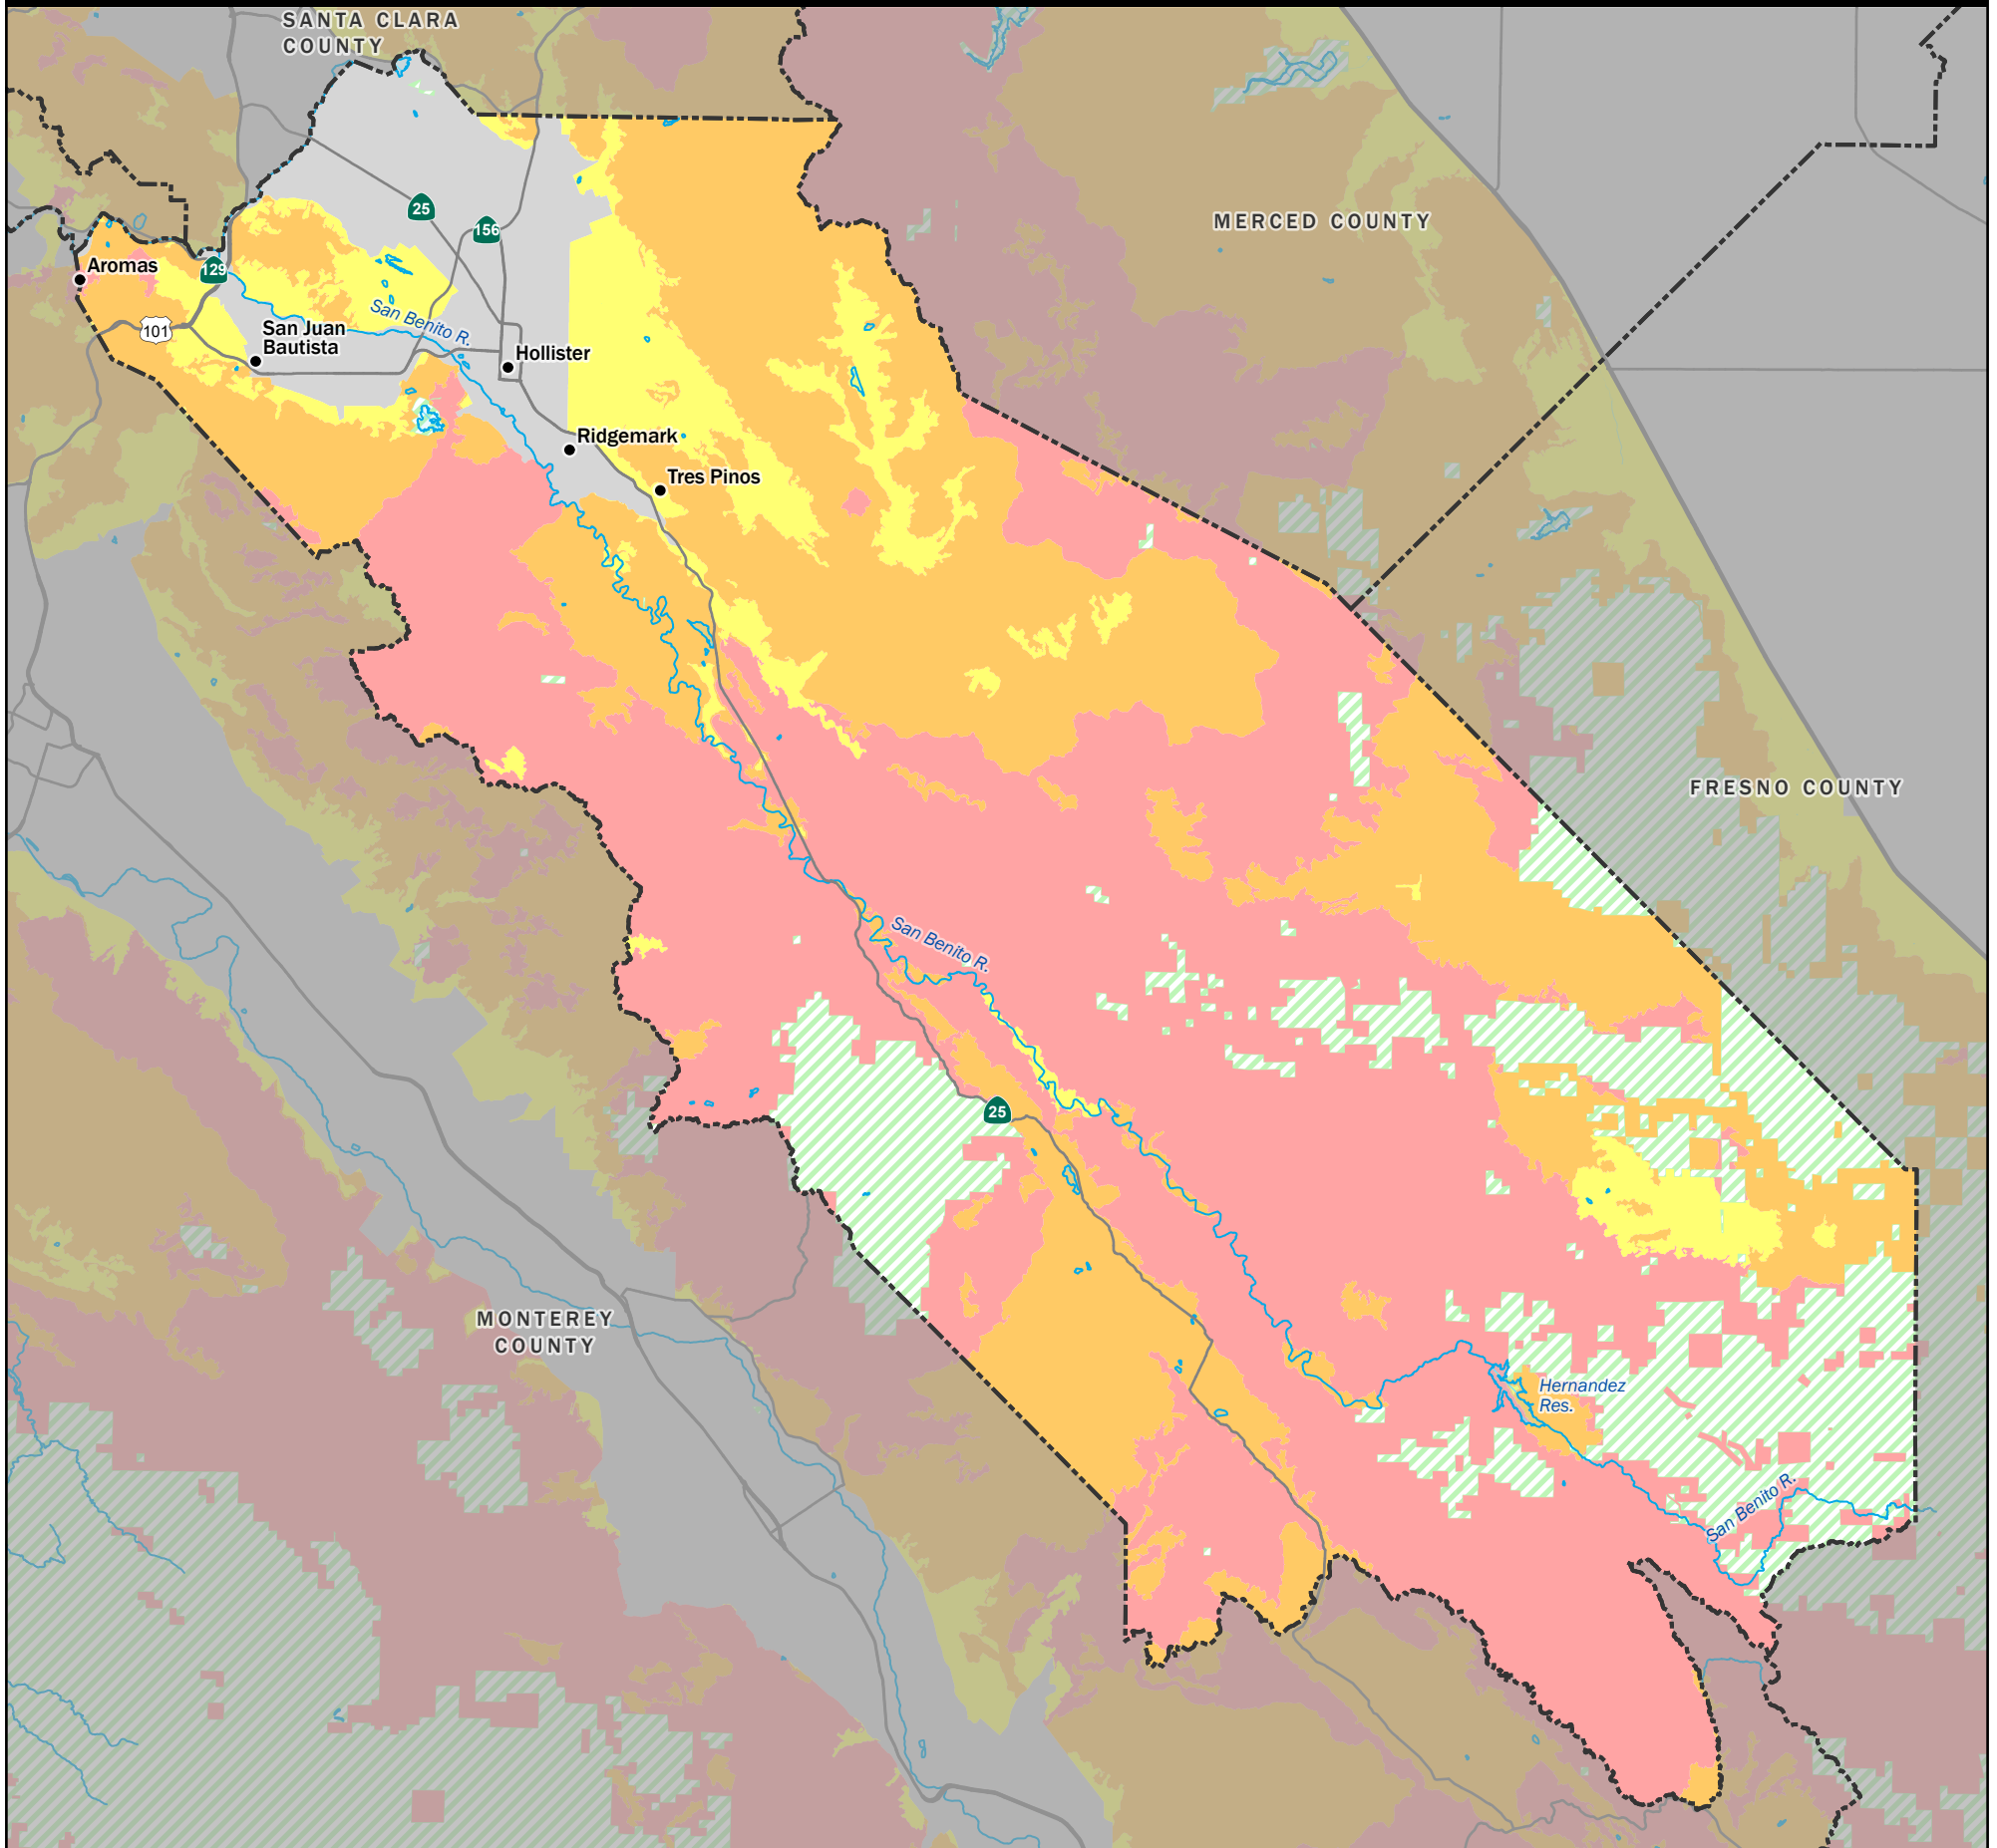 SANTA CLARA
COUNTY
25
156
MERCED COUNTY
Aromas
129
San Benito R.
101
San Juan
Bautista
Hollister
Ridgemark
Tres Pinos
FRESNO COUNTY
San Benito R.
25
MONTEREY
COUNTY
Hernandez
Res.
San Benito R.